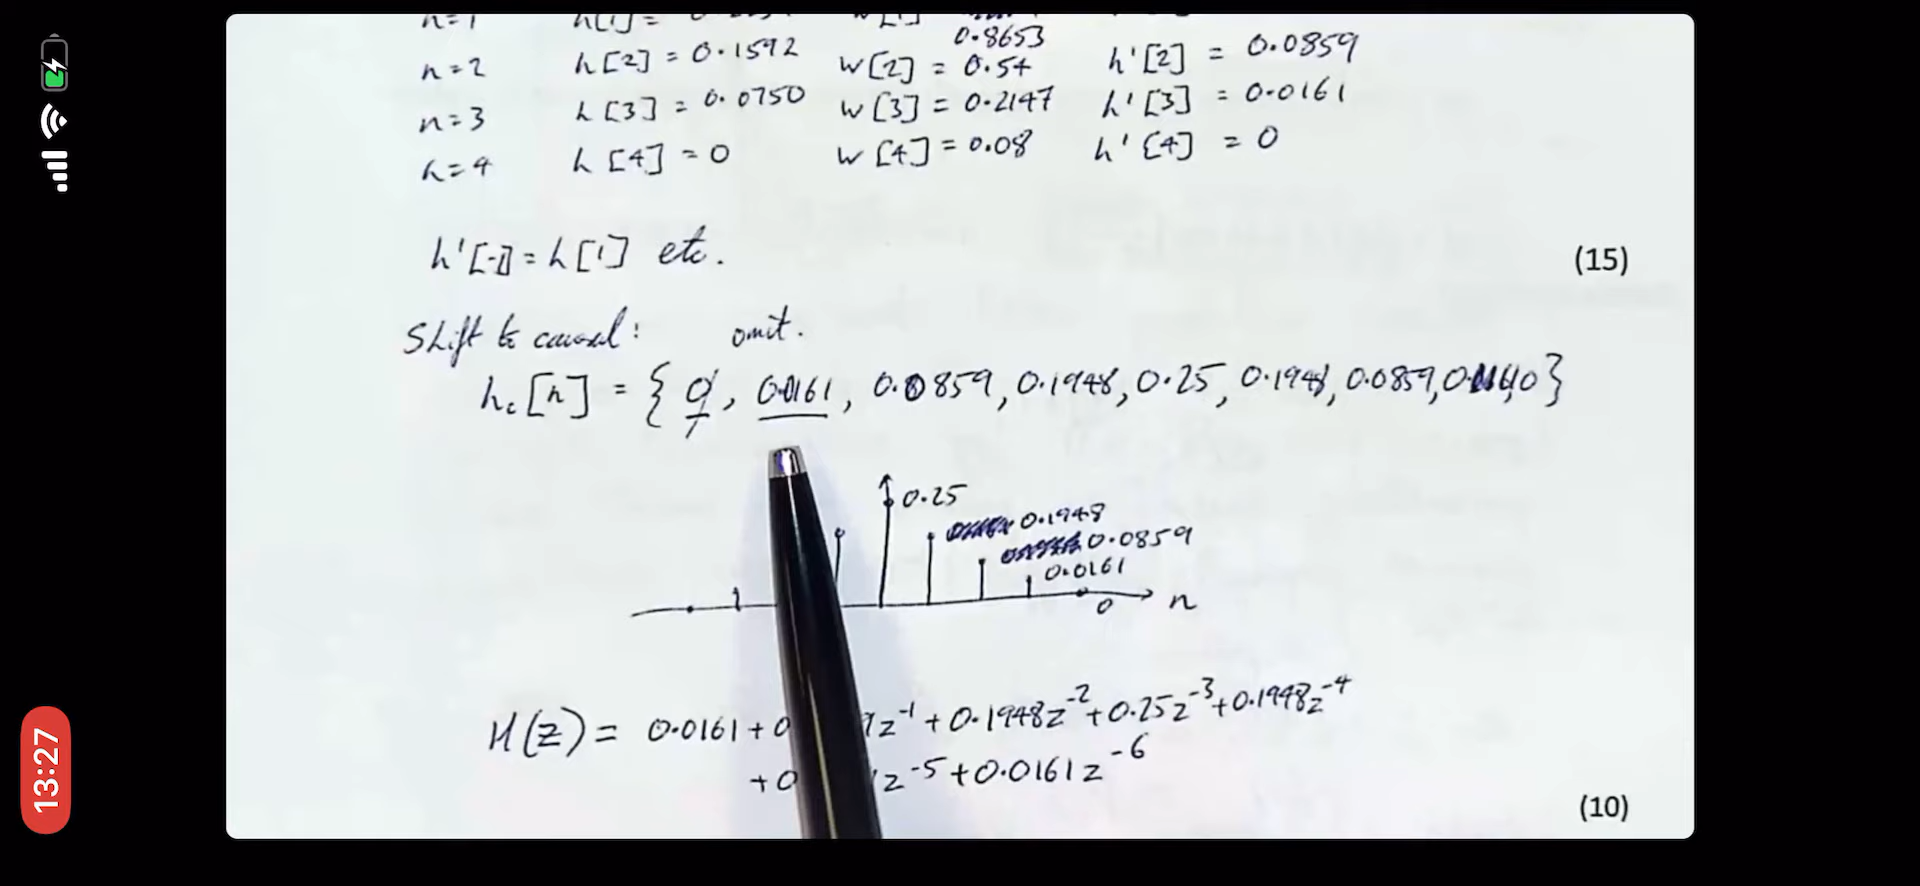 n=1 h[1] =
0.8653
n=2 h[2] = 0.1592 w[2] = 0.54 h'[2] = 0.0859
n=3 h[3] = 0.0750 w[3] = 0.2147 h'[3] = 0.0161
n=4 h[4] = 0 w[4] = 0.08 h'[4] = 0
h'[-1] = h[1] etc. (15)
Shift to causal: omit.
hc[n] = { 0, 0.0161, 0.0859, 0.1948, 0.25, 0.1948, 0.0859, 0 }
0.25
0.1948
0.0859
0.0161
0 n
H(z) = 0.0161 + 0 9z⁻¹ + 0.1948z⁻² + 0.25z⁻³ + 0.1948z⁻⁴
+ 0 z⁻⁵ + 0.0161z⁻⁶
(10)
13:27